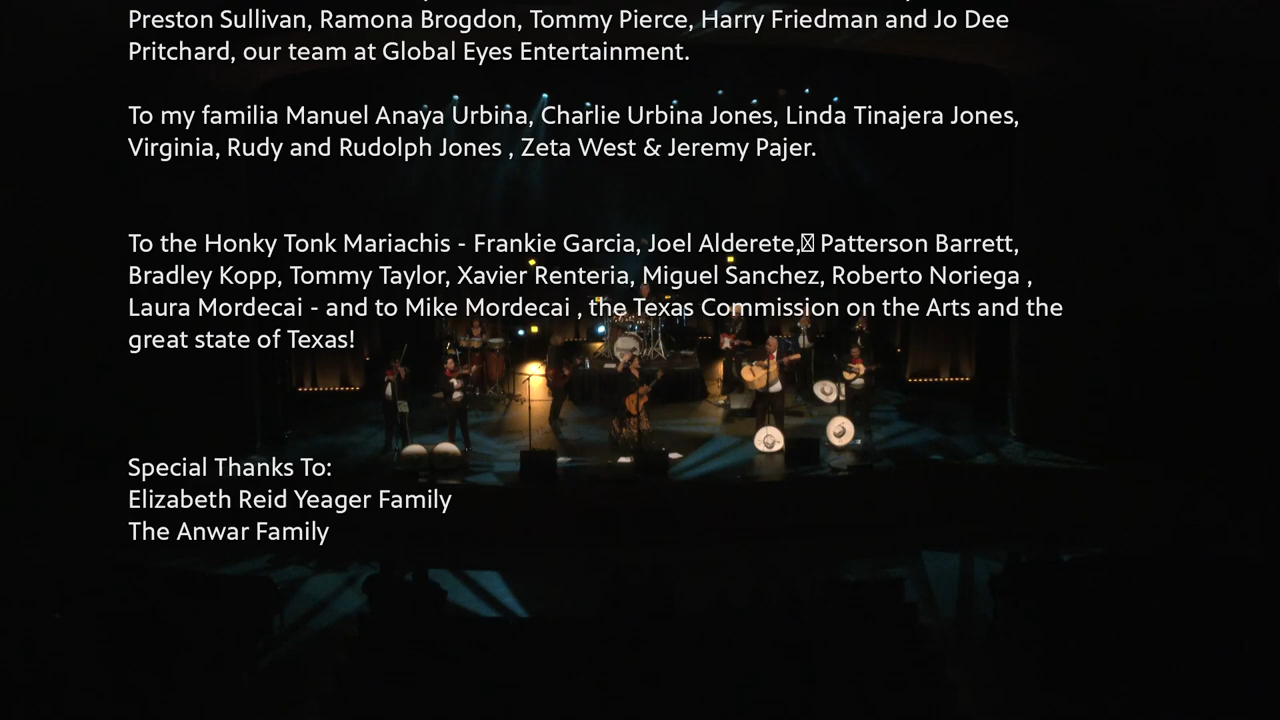 Preston Sullivan, Ramona Brogdon, Tommy Pierce, Harry Friedman and Jo Dee
Pritchard, our team at Global Eyes Entertainment.
To my familia Manuel Anaya Urbina, Charlie Urbina Jones, Linda Tinajera Jones,
Virginia, Rudy and Rudolph Jones , Zeta West & Jeremy Pajer.
To the Honky Tonk Mariachis - Frankie Garcia, Joel Alderete, Patterson Barrett,
Bradley Kopp, Tommy Taylor, Xavier Renteria, Miguel Sanchez, Roberto Noriega ,
Laura Mordecai - and to Mike Mordecai , the Texas Commission on the Arts and the
great state of Texas!
Special Thanks To:
Elizabeth Reid Yeager Family
The Anwar Family